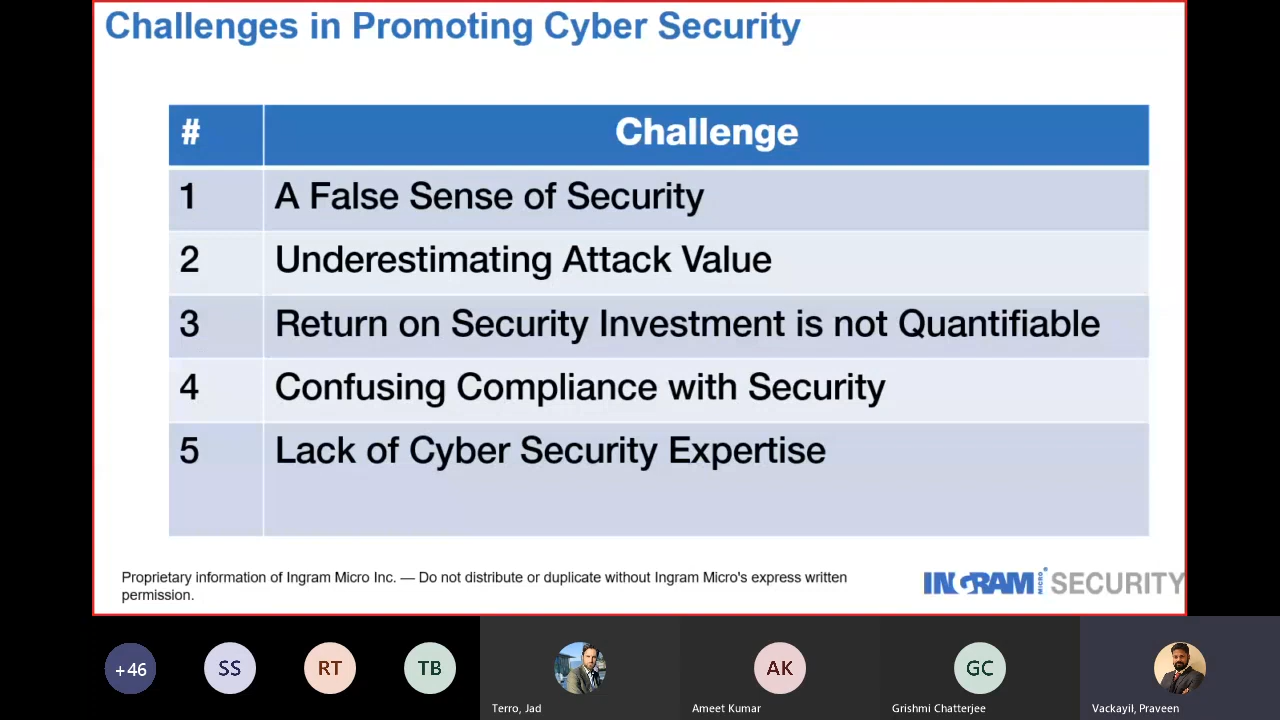 Challenges in Promoting Cyber Security
# Challenge
1 A False Sense of Security
2 Underestimating Attack Value
3 Return on Security Investment is not Quantifiable
4 Confusing Compliance with Security
5 Lack of Cyber Security Expertise
Proprietary information of Ingram Micro Inc. — Do not distribute or duplicate without Ingram Micro's express written
permission.
INGRAM MICRO SECURITY
+46 SS RT TB AK GC
Terro, Jad Ameet Kumar Grishmi Chatterjee Vackayil, Praveen